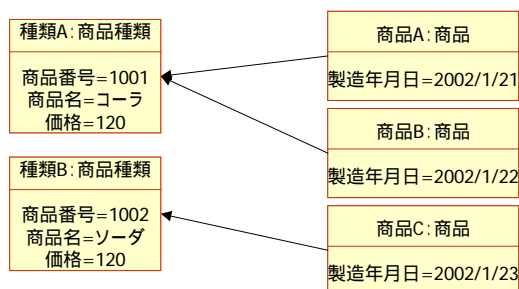 種類A:商品種類
商品番号=1001
商品名=コーラ
価格=120
種類B:商品種類
商品番号=1002
商品名=ソーダ
価格=120
商品A:商品
製造年月日=2002/1/21
商品B:商品
製造年月日=2002/1/22
商品C:商品
製造年月日=2002/1/23